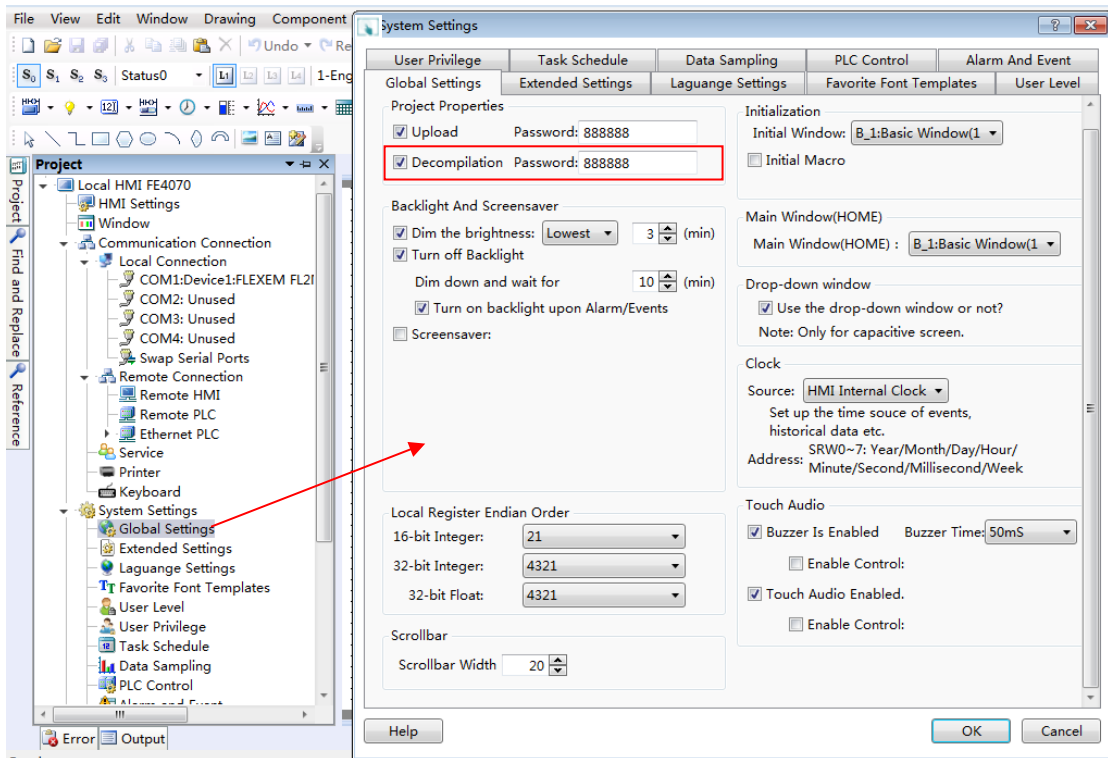 File View Edit Window Drawing Component
Undo Re
S0 S1 S2 S3 Status0 L1 L2 L3 L4 1-Eng
Project
Find and Replace
Reference
Project
Local HMI FE4070
HMI Settings
Window
Communication Connection
Local Connection
COM1:Device1:FLEXEM FL2I
COM2: Unused
COM3: Unused
COM4: Unused
Swap Serial Ports
Remote Connection
Remote HMI
Remote PLC
Ethernet PLC
Service
Printer
Keyboard
System Settings
Global Settings
Extended Settings
Laguange Settings
Favorite Font Templates
User Level
User Privilege
Task Schedule
Data Sampling
PLC Control
Alarm and Event
Error Output
System Settings
User Privilege Task Schedule Data Sampling PLC Control Alarm And Event
Global Settings Extended Settings Laguange Settings Favorite Font Templates User Level
Project Properties
Upload Password: 888888
Decompilation Password: 888888
Backlight And Screensaver
Dim the brightness: Lowest 3 (min)
Turn off Backlight
Dim down and wait for 10 (min)
Turn on backlight upon Alarm/Events
Screensaver:
Local Register Endian Order
16-bit Integer: 21
32-bit Integer: 4321
32-bit Float: 4321
Scrollbar
Scrollbar Width 20
Initialization
Initial Window: B_1:Basic Window(1
Initial Macro
Main Window(HOME)
Main Window(HOME) : B_1:Basic Window(1
Drop-down window
Use the drop-down window or not?
Note: Only for capacitive screen.
Clock
Source: HMI Internal Clock
Set up the time souce of events,
historical data etc.
Address: SRW0~7: Year/Month/Day/Hour/
Minute/Second/Millisecond/Week
Touch Audio
Buzzer Is Enabled Buzzer Time: 50mS
Enable Control:
Touch Audio Enabled.
Enable Control:
Help OK Cancel